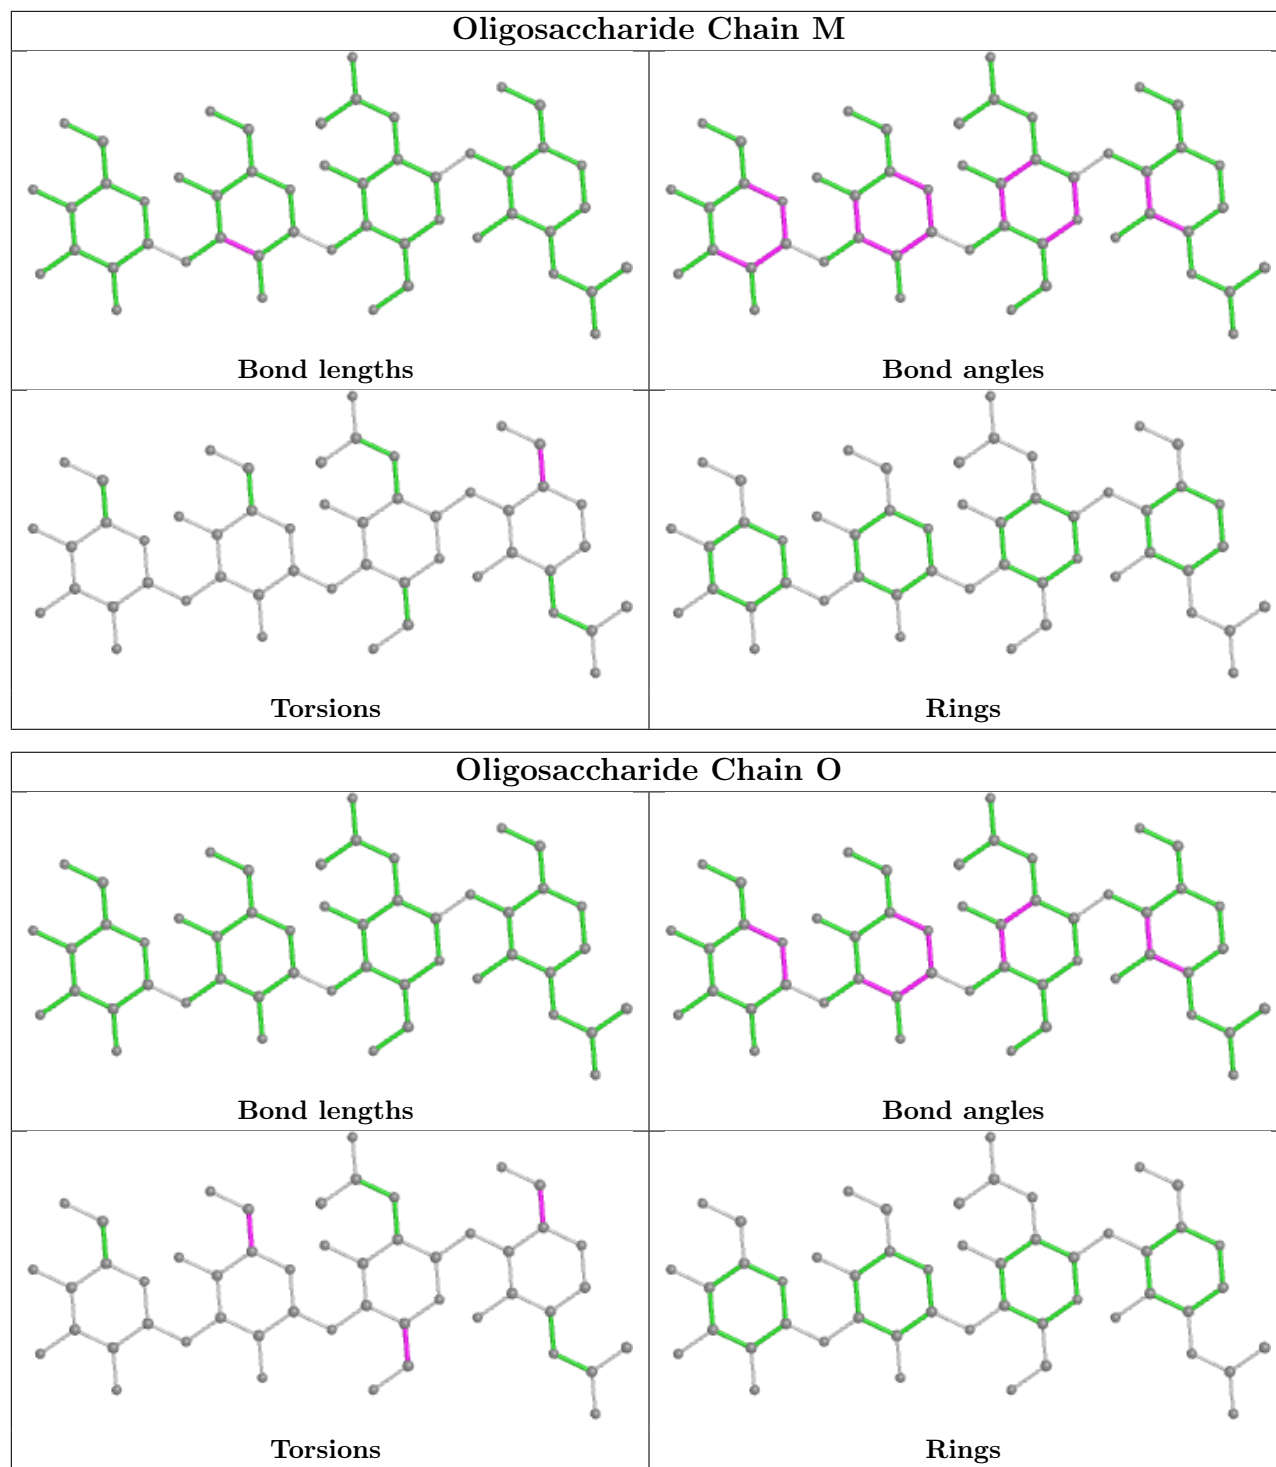 Oligosaccharide Chain M
Bond lengths
Bond angles
Torsions
Rings
Oligosaccharide Chain O
Bond lengths
Bond angles
Torsions
Rings